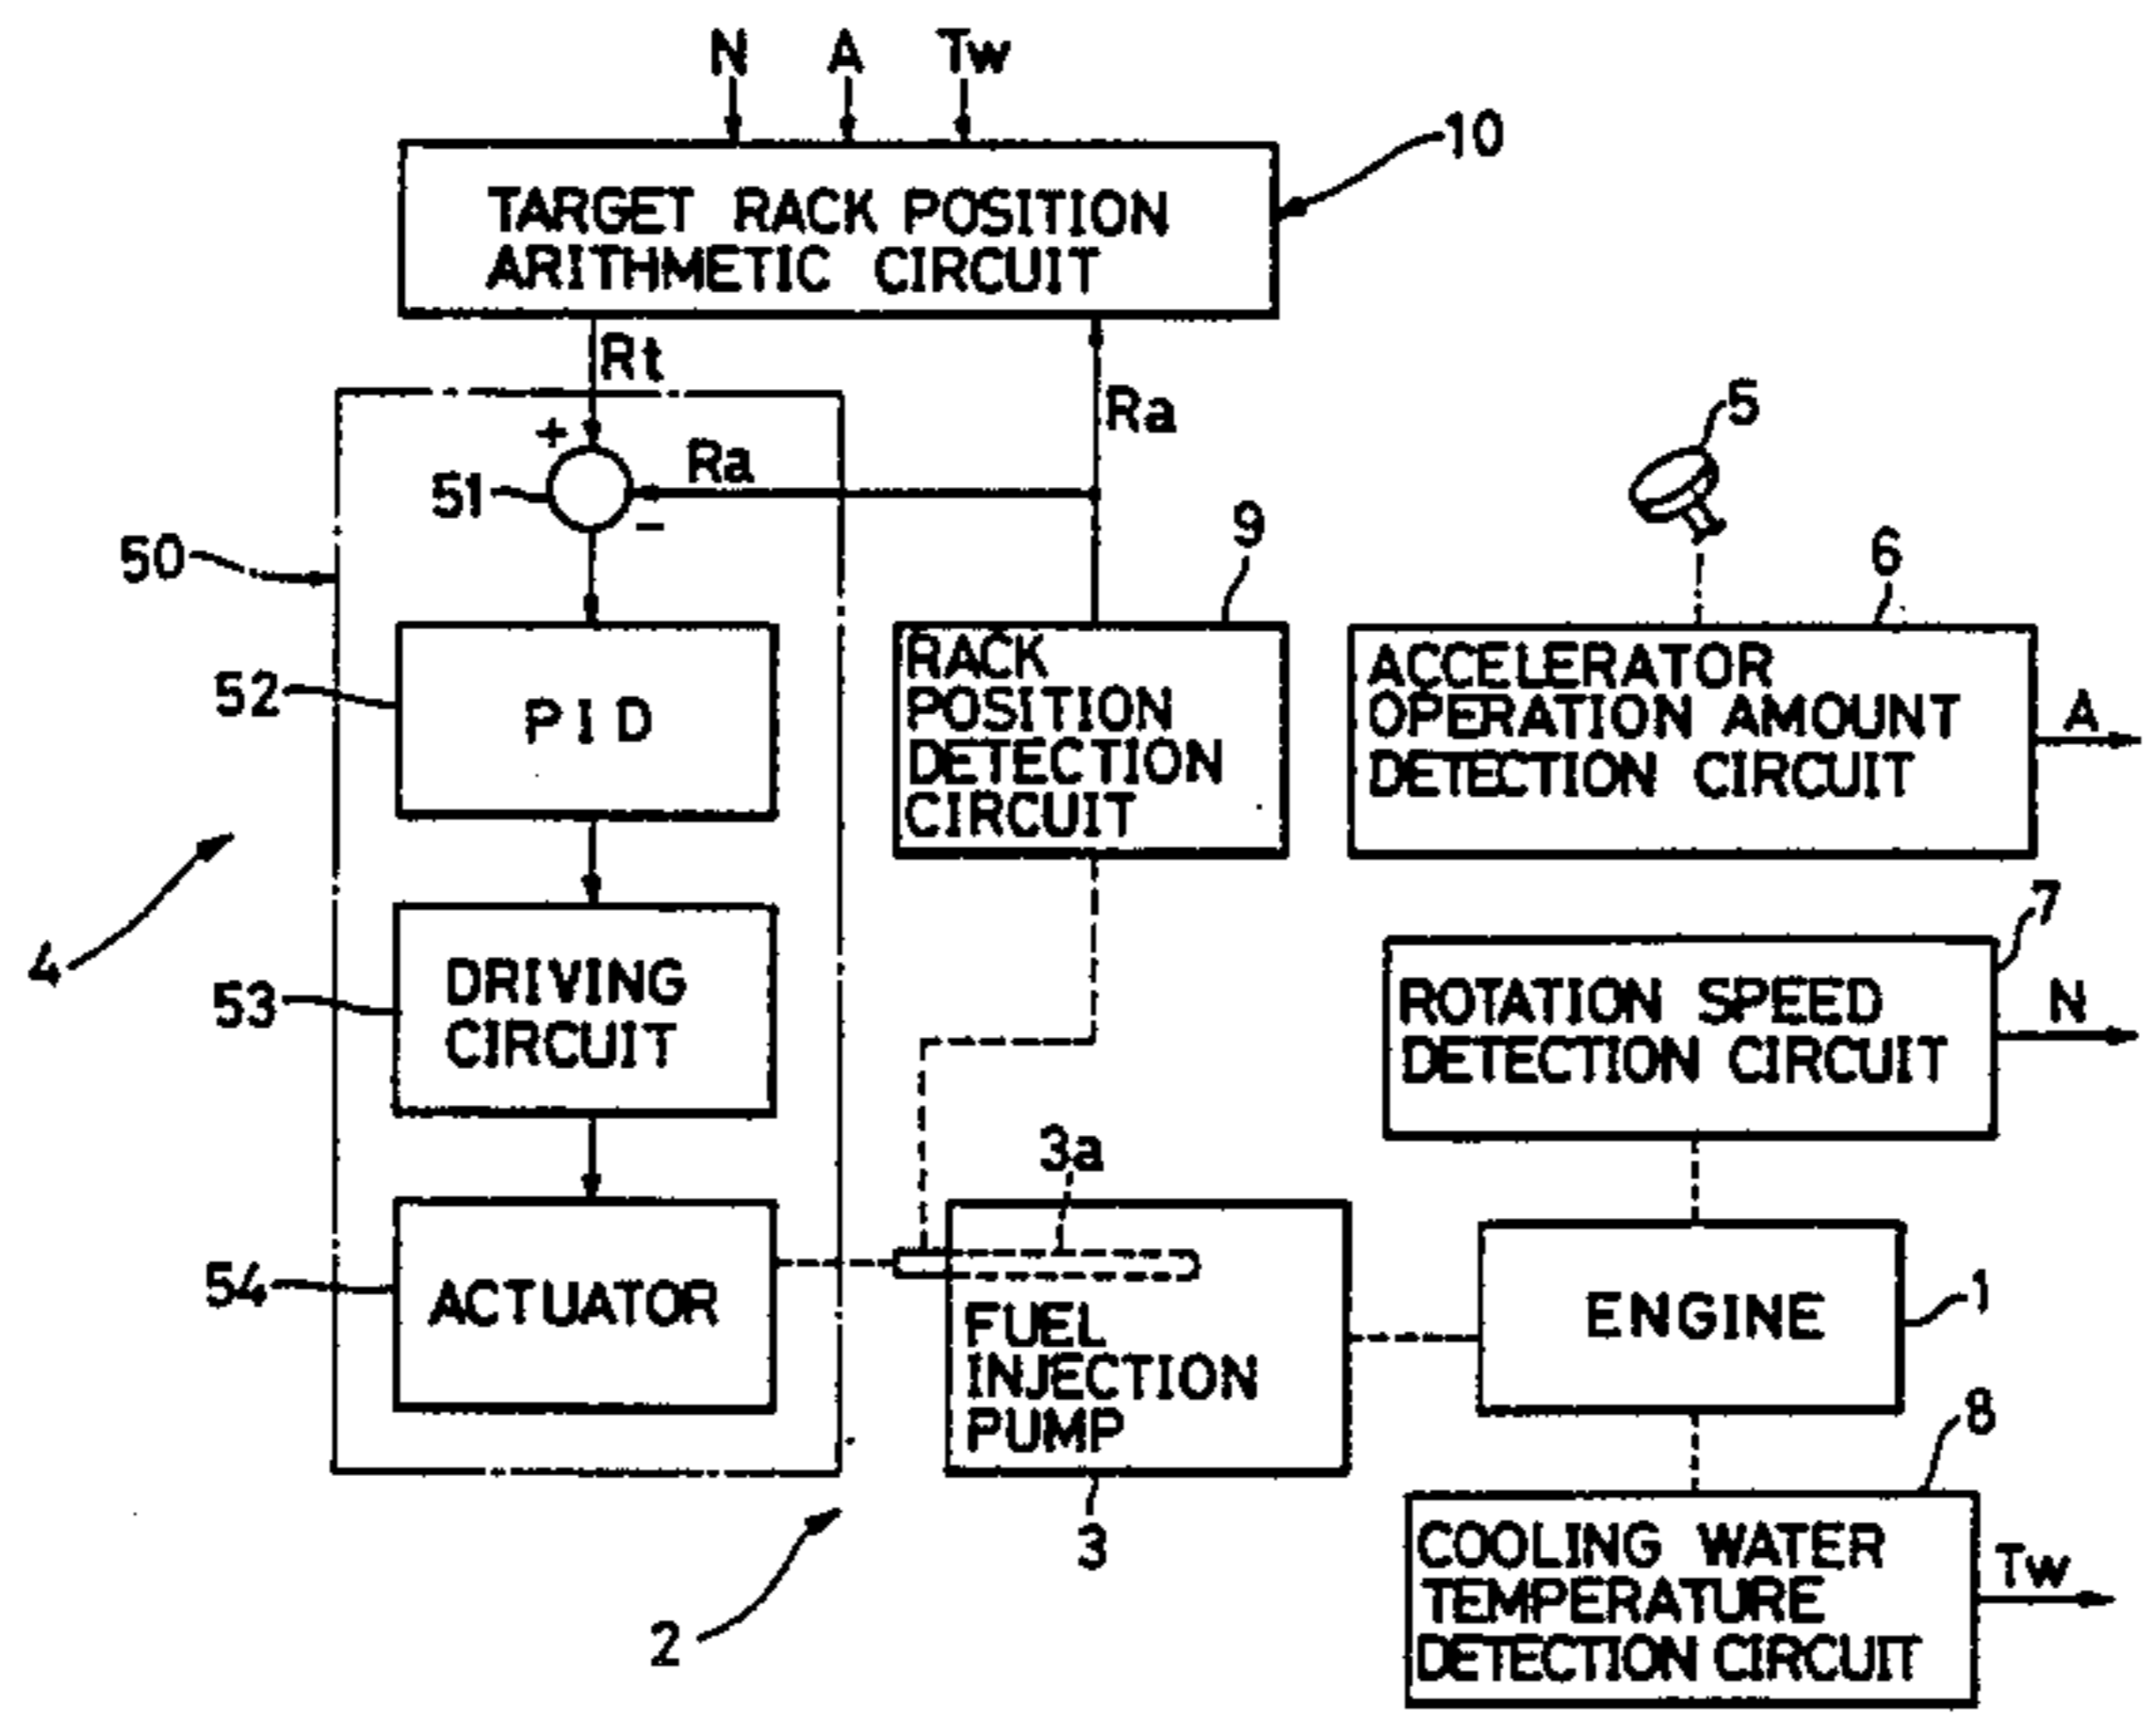 N A Tw
10
TARGET RACK POSITION
ARITHMETIC CIRCUIT
Rt
Ra
5
+
Ra
51
-
9
50
6
RACK
POSITION
DETECTION
CIRCUIT
ACCELERATOR
OPERATION AMOUNT
DETECTION CIRCUIT
A
52
PID
4
7
53
DRIVING
CIRCUIT
ROTATION SPEED
DETECTION CIRCUIT
N
3a
54
ACTUATOR
FUEL
INJECTION
PUMP
ENGINE
1
8
3
2
COOLING WATER
TEMPERATURE
DETECTION CIRCUIT
Tw